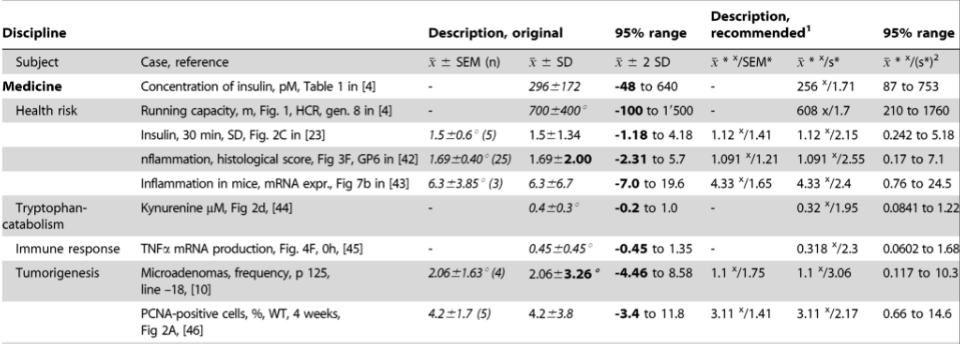 Discipline Description, original 95% range Description, recommended¹ 95% range
Subject Case, reference x̄ ± SEM (n) x̄ ± SD x̄ ± 2 SD x̄ * ˣ/SEM* x̄ * ˣ/s* x̄ * ˣ/(s*)²
Medicine Concentration of insulin, pM, Table 1 in [4] - 296±172 -48 to 640 - 256 ˣ/1.71 87 to 753
Health risk Running capacity, m, Fig. 1, HCR, gen. 8 in [4] - 700±400° -100 to 1'500 - 608 x/1.7 210 to 1760
Insulin, 30 min, SD, Fig. 2C in [23] 1.5±0.6° (5) 1.5±1.34 -1.18 to 4.18 1.12 ˣ/1.41 1.12 ˣ/2.15 0.242 to 5.18
nflammation, histological score, Fig 3F, GP6 in [42] 1.69±0.40° (25) 1.69±2.00 -2.31 to 5.7 1.091 ˣ/1.21 1.091 ˣ/2.55 0.17 to 7.1
Inflammation in mice, mRNA expr., Fig 7b in [43] 6.3±3.85° (3) 6.3±6.7 -7.0 to 19.6 4.33 ˣ/1.65 4.33 ˣ/2.4 0.76 to 24.5
Tryptophan-catabolism Kynurenine μM, Fig 2d, [44] - 0.4±0.3° -0.2 to 1.0 - 0.32 ˣ/1.95 0.0841 to 1.22
Immune response TNFα mRNA production, Fig. 4F, 0h, [45] - 0.45±0.45° -0.45 to 1.35 - 0.318 ˣ/2.3 0.0602 to 1.68
Tumorigenesis Microadenomas, frequency, p 125, line –18, [10] 2.06±1.63° (4) 2.06±3.26° -4.46 to 8.58 1.1 ˣ/1.75 1.1 ˣ/3.06 0.117 to 10.3
PCNA-positive cells, %, WT, 4 weeks, Fig 2A, [46] 4.2±1.7 (5) 4.2±3.8 -3.4 to 11.8 3.11 ˣ/1.41 3.11 ˣ/2.17 0.66 to 14.6